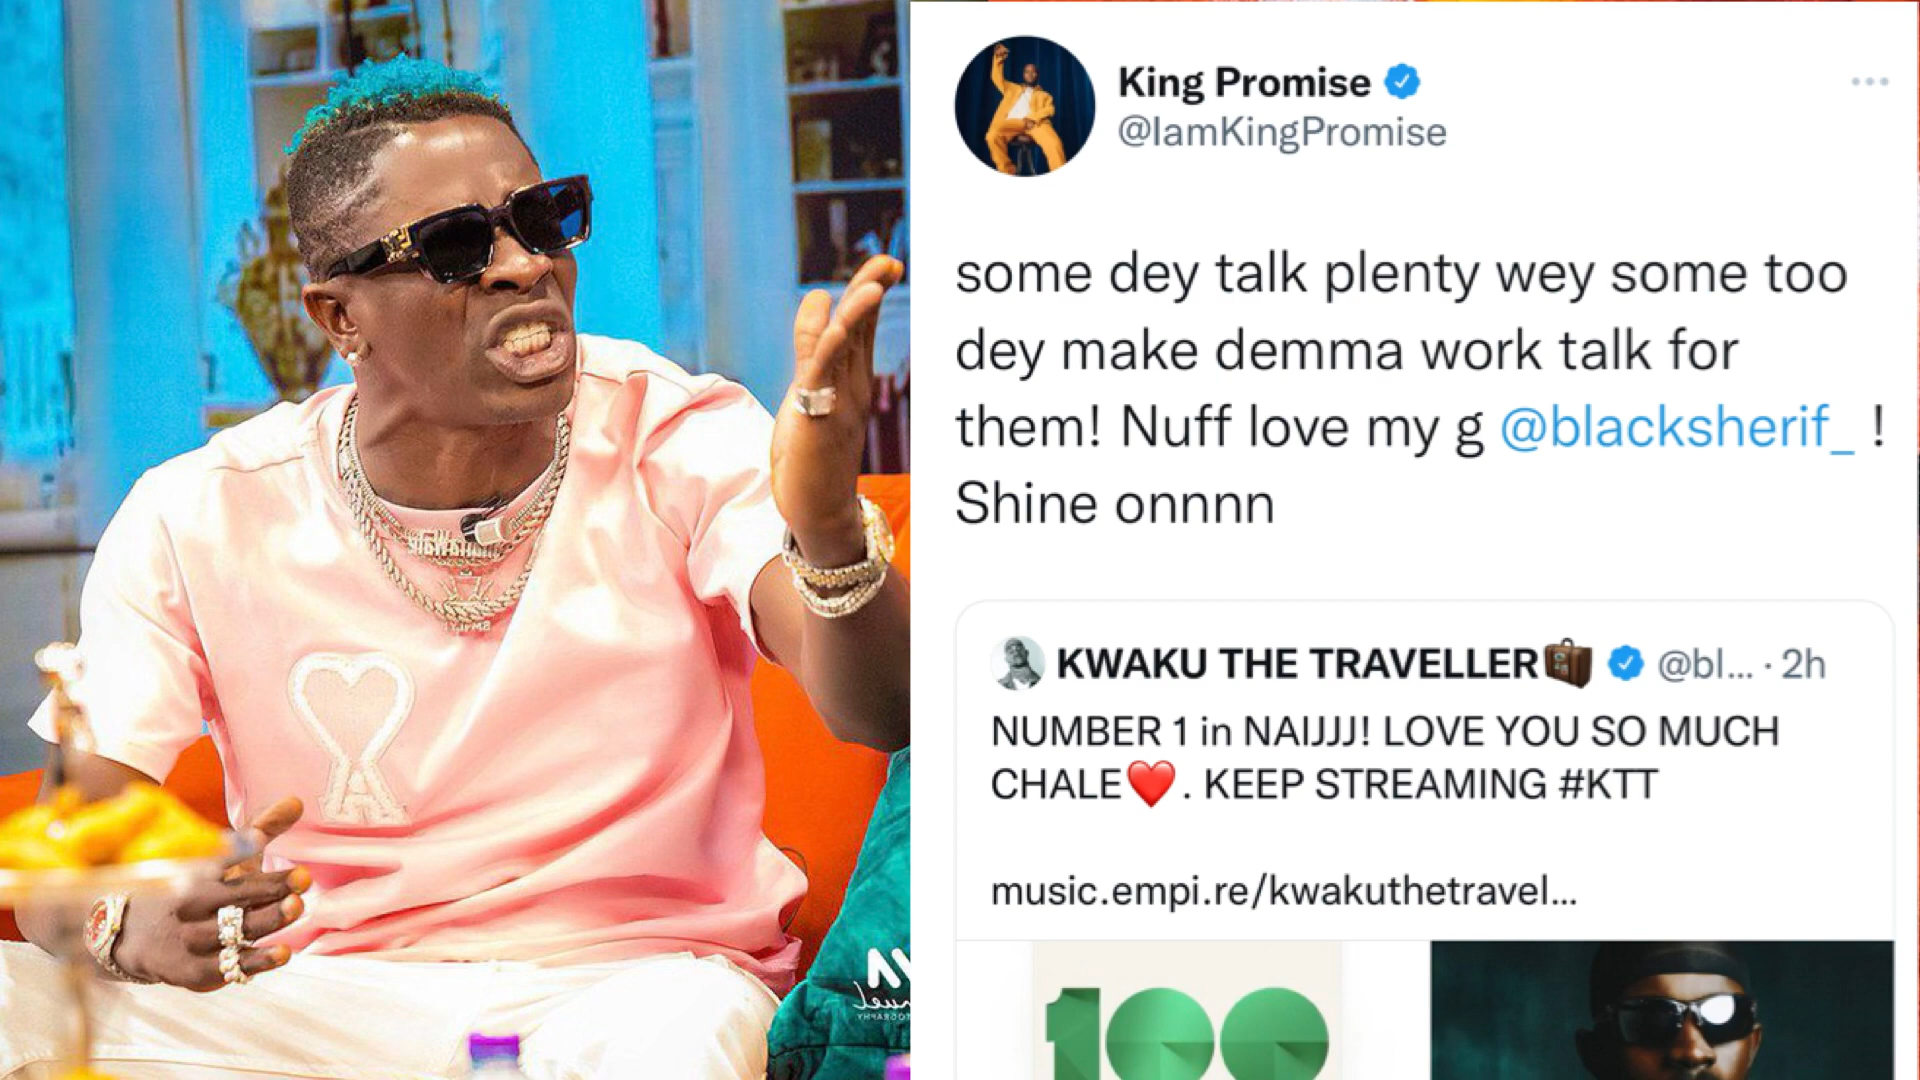 King Promise
@IamKingPromise
some dey talk plenty wey some too
dey make demma work talk for
them! Nuff love my g @blacksherif_ !
Shine onnnn
KWAKU THE TRAVELLER @bl... · 2h
NUMBER 1 in NAIJJJ! LOVE YOU SO MUCH
CHALE❤️. KEEP STREAMING #KTT
music.empi.re/kwakuthetravel...
100